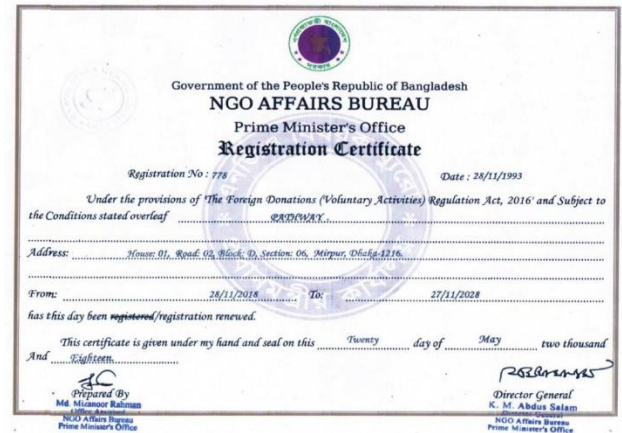 Government of the People's Republic of Bangladesh
NGO AFFAIRS BUREAU
Prime Minister's Office
Registration Certificate
Registration No : 778 Date : 28/11/1993
Under the provisions of 'The Foreign Donations (Voluntary Activities) Regulation Act, 2016' and Subject to
the Conditions stated overleaf PATHWAY.
Address: House: 01, Road: 02, Block: D, Section: 06, Mirpur, Dhaka-1216.
From: 28/11/2018 To: 27/11/2028
has this day been registered/registration renewed.
This certificate is given under my hand and seal on this Twenty day of May two thousand
And Eighteen.
Prepared By
Md. Mizanoor Rahman
Office Assistant
NGO Affairs Bureau
Prime Minister's Office
Director General
K. M. Abdus Salam
Director General
NGO Affairs Bureau
Prime Minister's Office